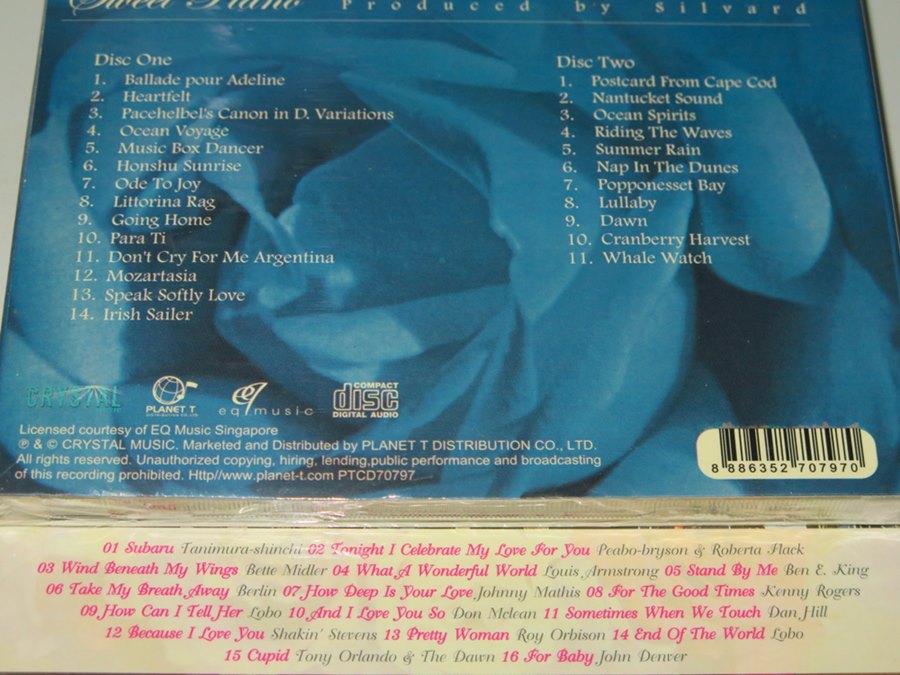 Sweet Piano Produced by Silvard
Disc One
1. Ballade pour Adeline
2. Heartfelt
3. Pacehelbel's Canon in D. Variations
4. Ocean Voyage
5. Music Box Dancer
6. Honshu Sunrise
7. Ode To Joy
8. Littorina Rag
9. Going Home
10. Para Ti
11. Don't Cry For Me Argentina
12. Mozartasia
13. Speak Softly Love
14. Irish Sailer
Disc Two
1. Postcard From Cape Cod
2. Nantucket Sound
3. Ocean Spirits
4. Riding The Waves
5. Summer Rain
6. Nap In The Dunes
7. Popponesset Bay
8. Lullaby
9. Dawn
10. Cranberry Harvest
11. Whale Watch
CRYSTAL
PLANET T
DISTRIBUTION CO., LTD.
eq music
COMPACT
disc
DIGITAL AUDIO
Licensed courtesy of EQ Music Singapore
℗ & © CRYSTAL MUSIC. Marketed and Distributed by PLANET T DISTRIBUTION CO., LTD.
All rights reserved. Unauthorized copying, hiring, lending,public performance and broadcasting
of this recording prohibited. Http//www.planet-t.com PTCD70797
8 886352 707970
01 Subaru Tanimura-shinchi 02 Tonight I Celebrate My Love For You Peabo-bryson & Roberta Flack
03 Wind Beneath My Wings Bette Midler 04 What A Wonderful World Louis Armstrong 05 Stand By Me Ben E. King
06 Take My Breath Away Berlin 07 How Deep Is Your Love Johnny Mathis 08 For The Good Times Kenny Rogers
09 How Can I Tell Her Lobo 10 And I Love You So Don Mclean 11 Sometimes When We Touch Dan Hill
12 Because I Love You Shakin' Stevens 13 Pretty Woman Roy Orbison 14 End Of The World Lobo
15 Cupid Tony Orlando & The Dawn 16 For Baby John Denver